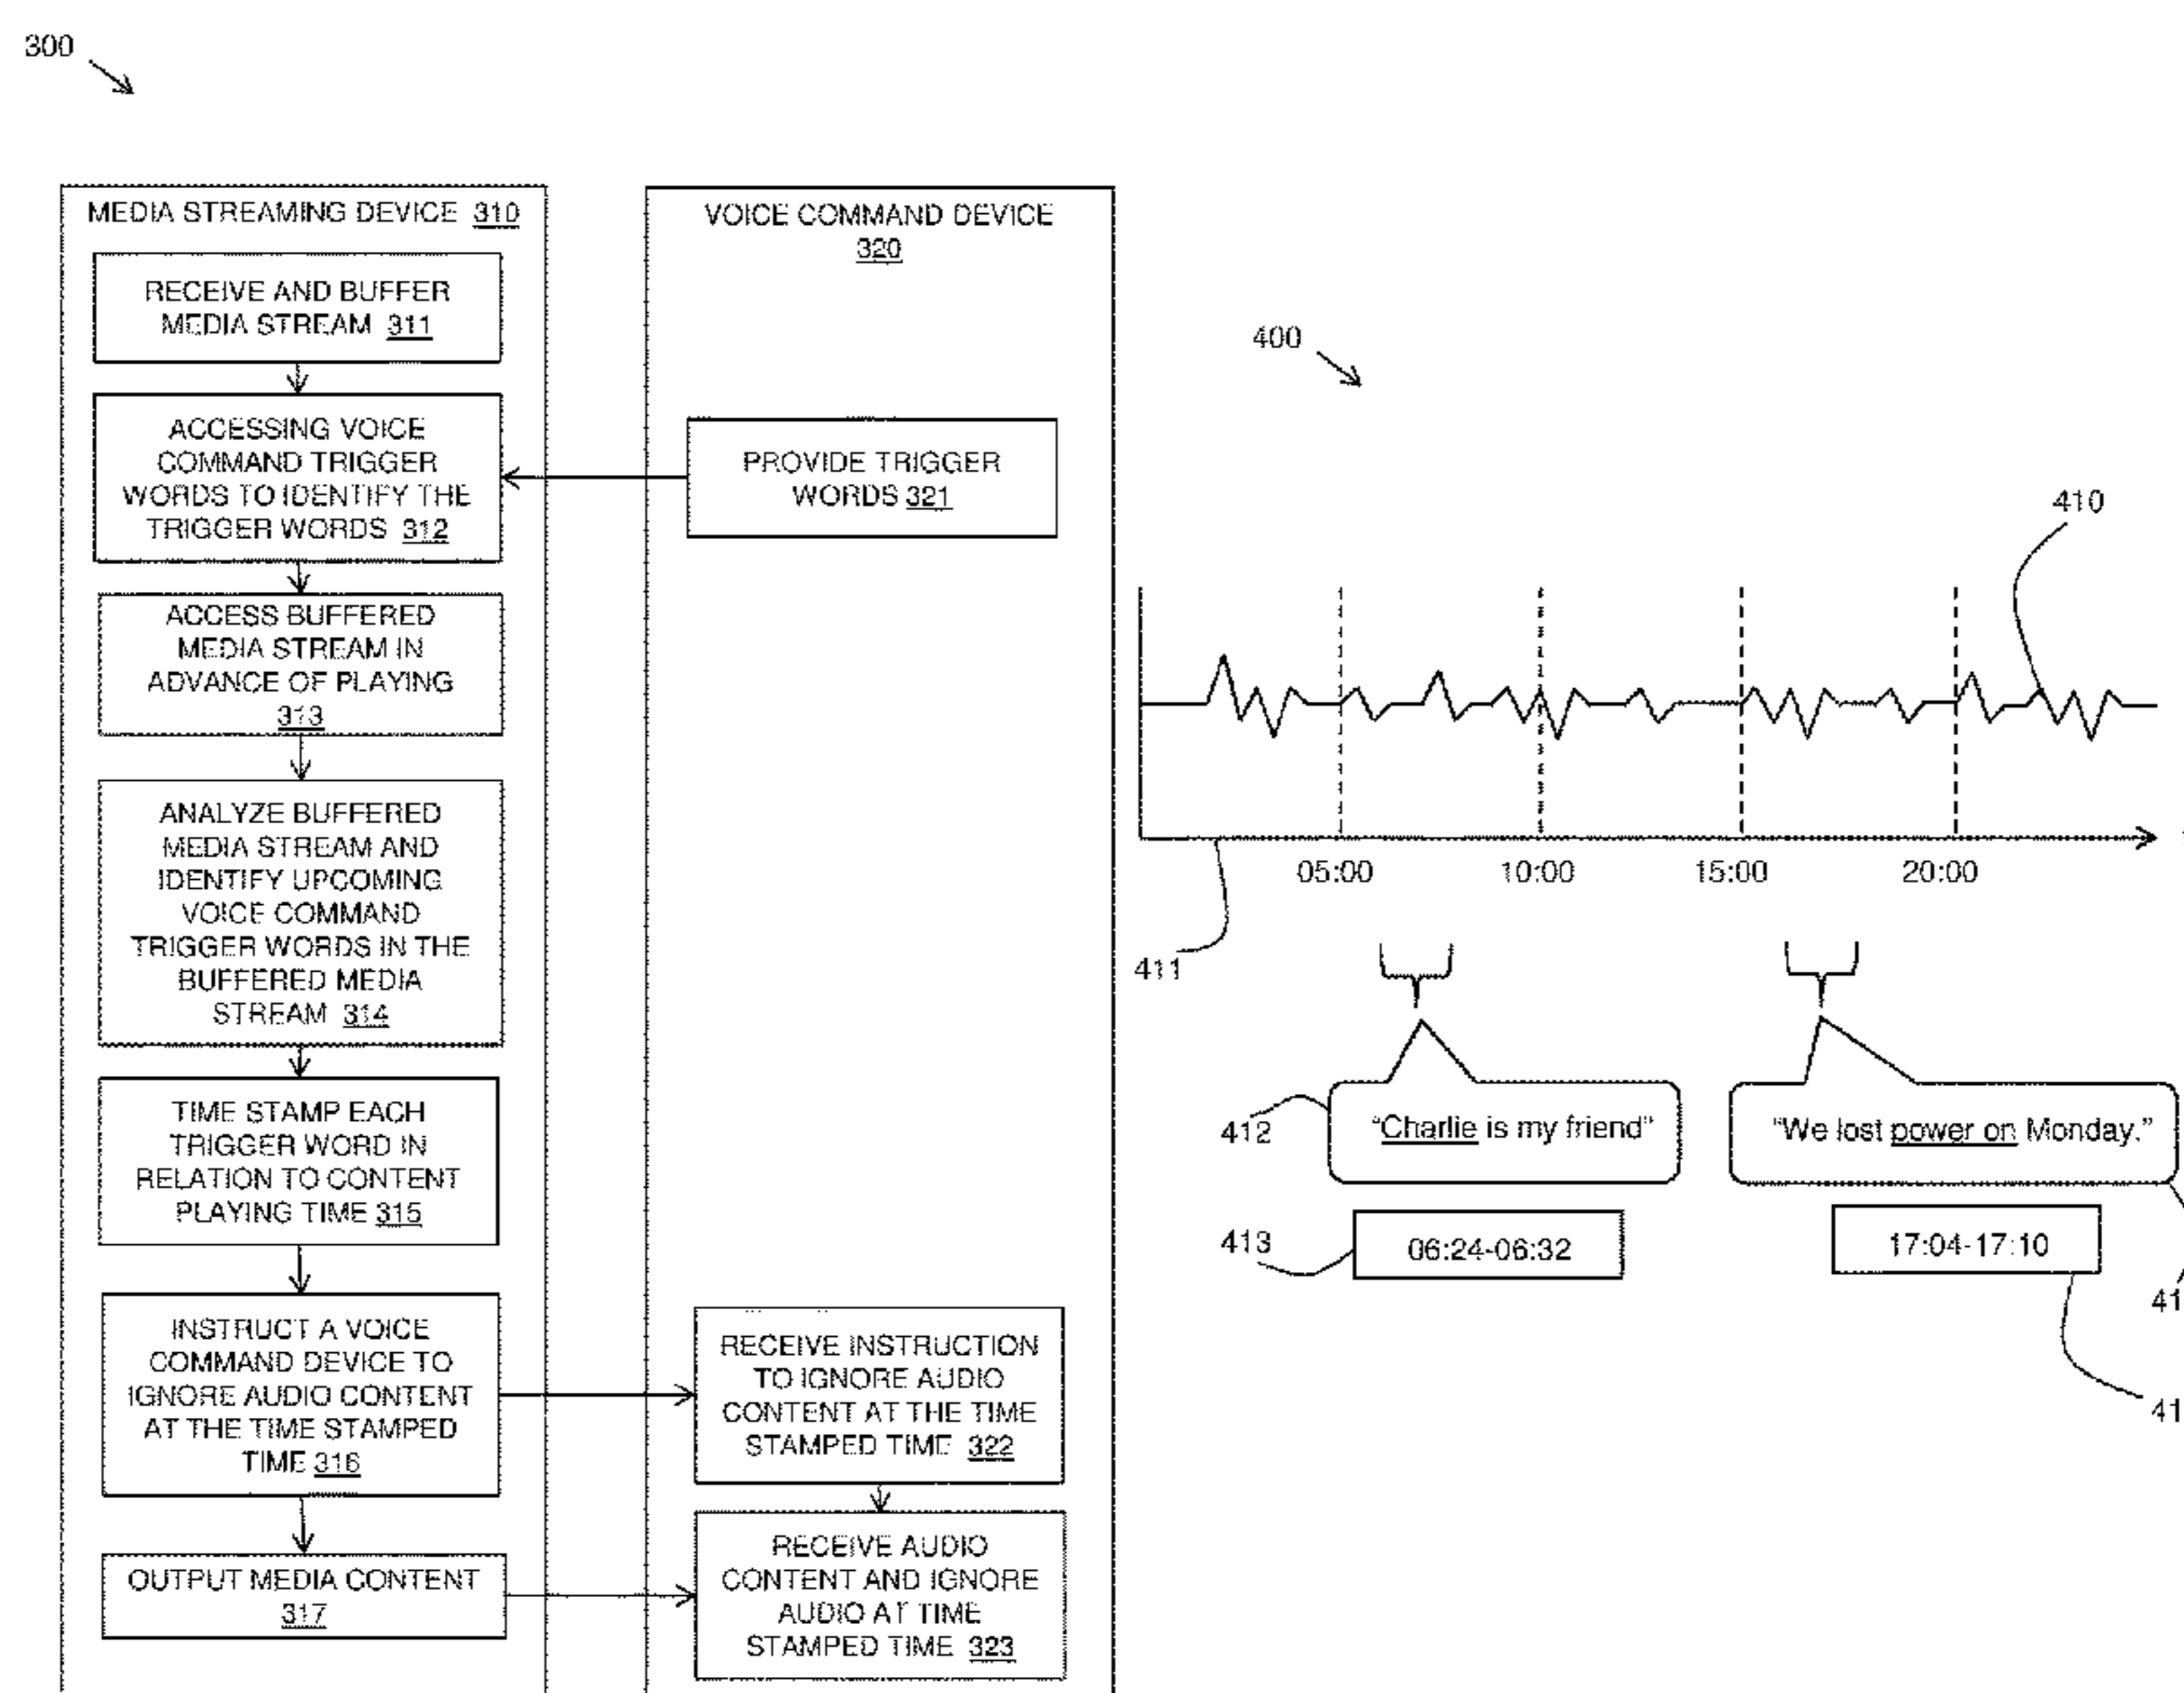 300
MEDIA STREAMING DEVICE 310
RECEIVE AND BUFFER
MEDIA STREAM 311
ACCESSING VOICE
COMMAND TRIGGER
WORDS TO IDENTIFY THE
TRIGGER WORDS 312
ACCESS BUFFERED
MEDIA STREAM IN
ADVANCE OF PLAYING
313
ANALYZE BUFFERED
MEDIA STREAM AND
IDENTIFY UPCOMING
VOICE COMMAND
TRIGGER WORDS IN THE
BUFFERED MEDIA
STREAM 314
TIME STAMP EACH
TRIGGER WORD IN
RELATION TO CONTENT
PLAYING TIME 315
INSTRUCT A VOICE
COMMAND DEVICE TO
IGNORE AUDIO CONTENT
AT THE TIME STAMPED
TIME 316
OUTPUT MEDIA CONTENT
317
VOICE COMMAND DEVICE
320
PROVIDE TRIGGER
WORDS 321
RECEIVE INSTRUCTION
TO IGNORE AUDIO
CONTENT AT THE TIME
STAMPED TIME 322
RECEIVE AUDIO
CONTENT AND IGNORE
AUDIO AT TIME
STAMPED TIME 323
400
410
05:00 10:00 15:00 20:00
411
412 "Charlie is my friend" "We lost power on Monday."
413 06:24-06:32 17:04-17:10
41
41